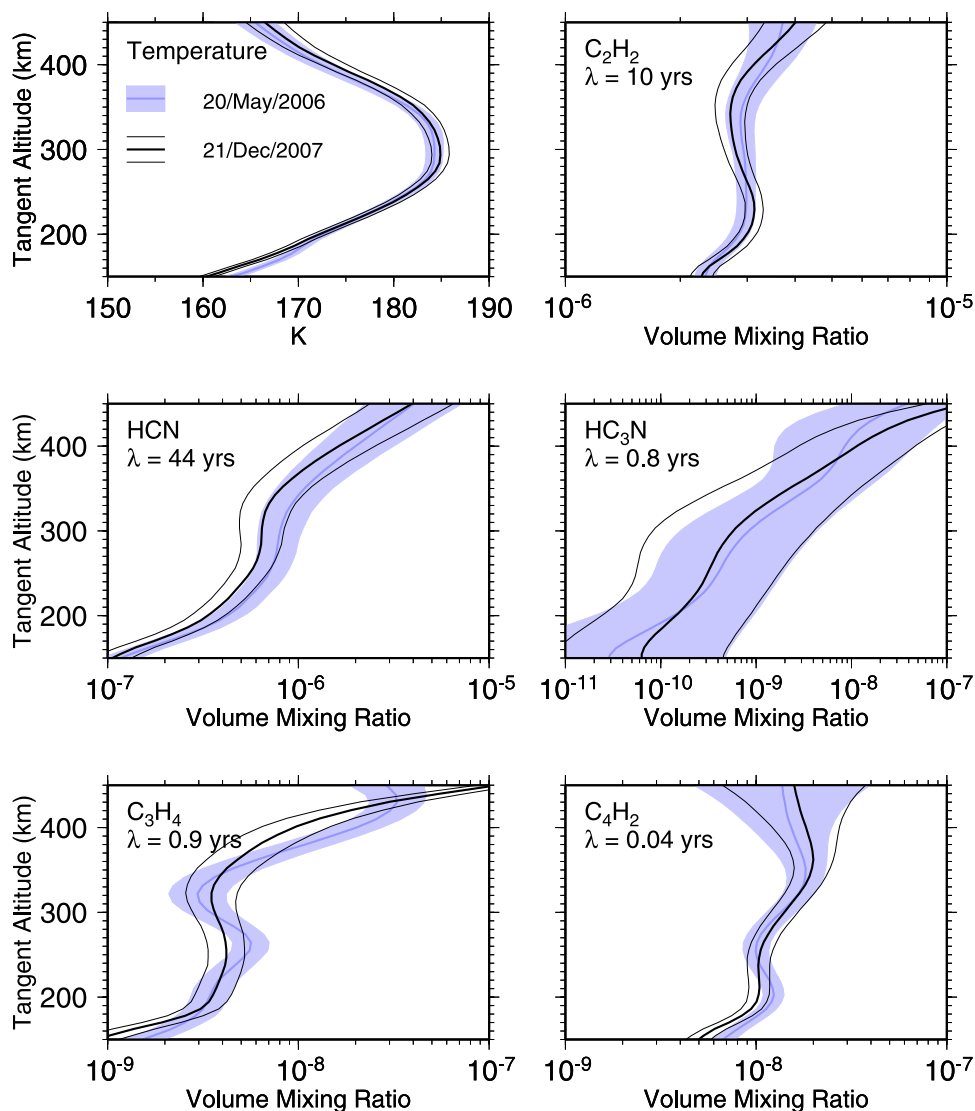 Temperature
20/May/2006
21/Dec/2007
Tangent Altitude (km)
400
300
200
150 160 170 180 190
K
C2H2
λ = 10 yrs
10-6 10-5
Volume Mixing Ratio
HCN
λ = 44 yrs
Tangent Altitude (km)
400
300
200
10-7 10-6 10-5
Volume Mixing Ratio
HC3N
λ = 0.8 yrs
10-11 10-10 10-9 10-8 10-7
Volume Mixing Ratio
C3H4
λ = 0.9 yrs
Tangent Altitude (km)
400
300
200
10-9 10-8 10-7
Volume Mixing Ratio
C4H2
λ = 0.04 yrs
10-9 10-8 10-7
Volume Mixing Ratio